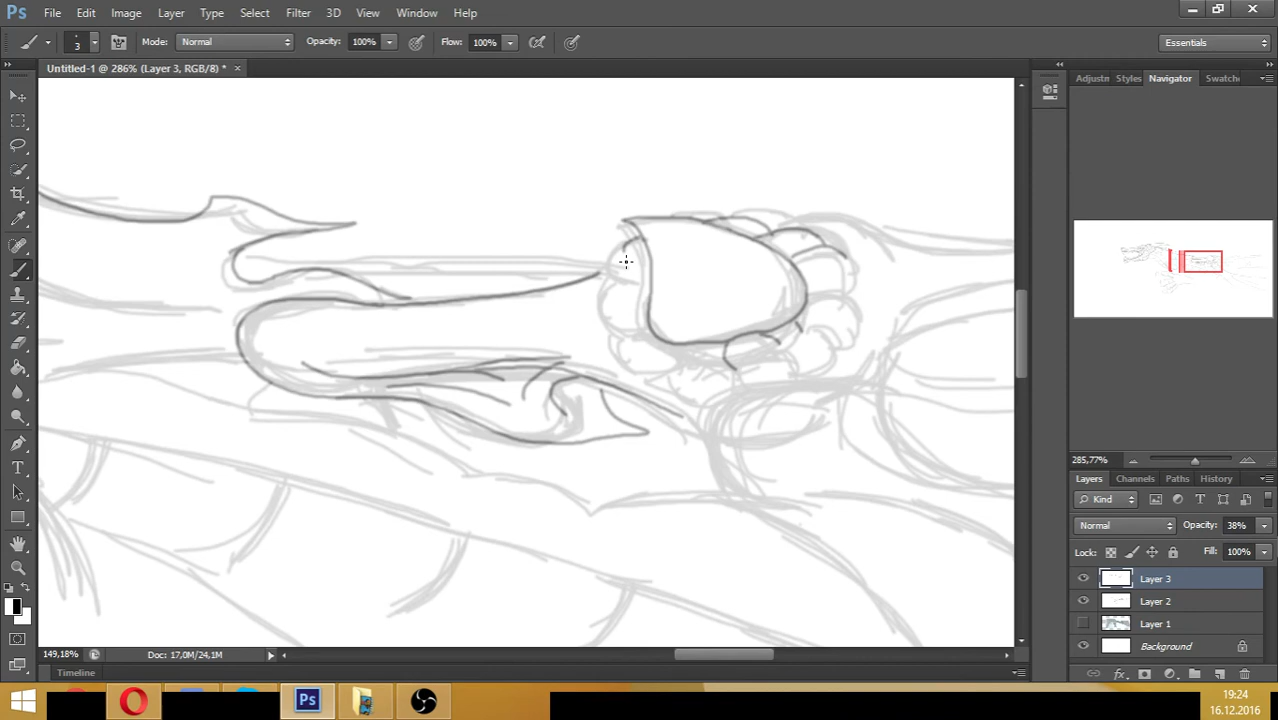 Ps File Edit Image Layer Type Select Filter 3D View Window Help
3 Mode: Normal Opacity: 100% Flow: 100% Essentials
Untitled-1 @ 286% (Layer 3, RGB/8) * ×
Adjustm Styles Navigator Swatche
285,77%
Layers Channels Paths History
Kind
Normal Opacity: 38%
Lock: Fill: 100%
Layer 3
Layer 2
Layer 1
Background
149,18% Doc: 17,0M/24,1M
Timeline
Ps
19:24
16.12.2016